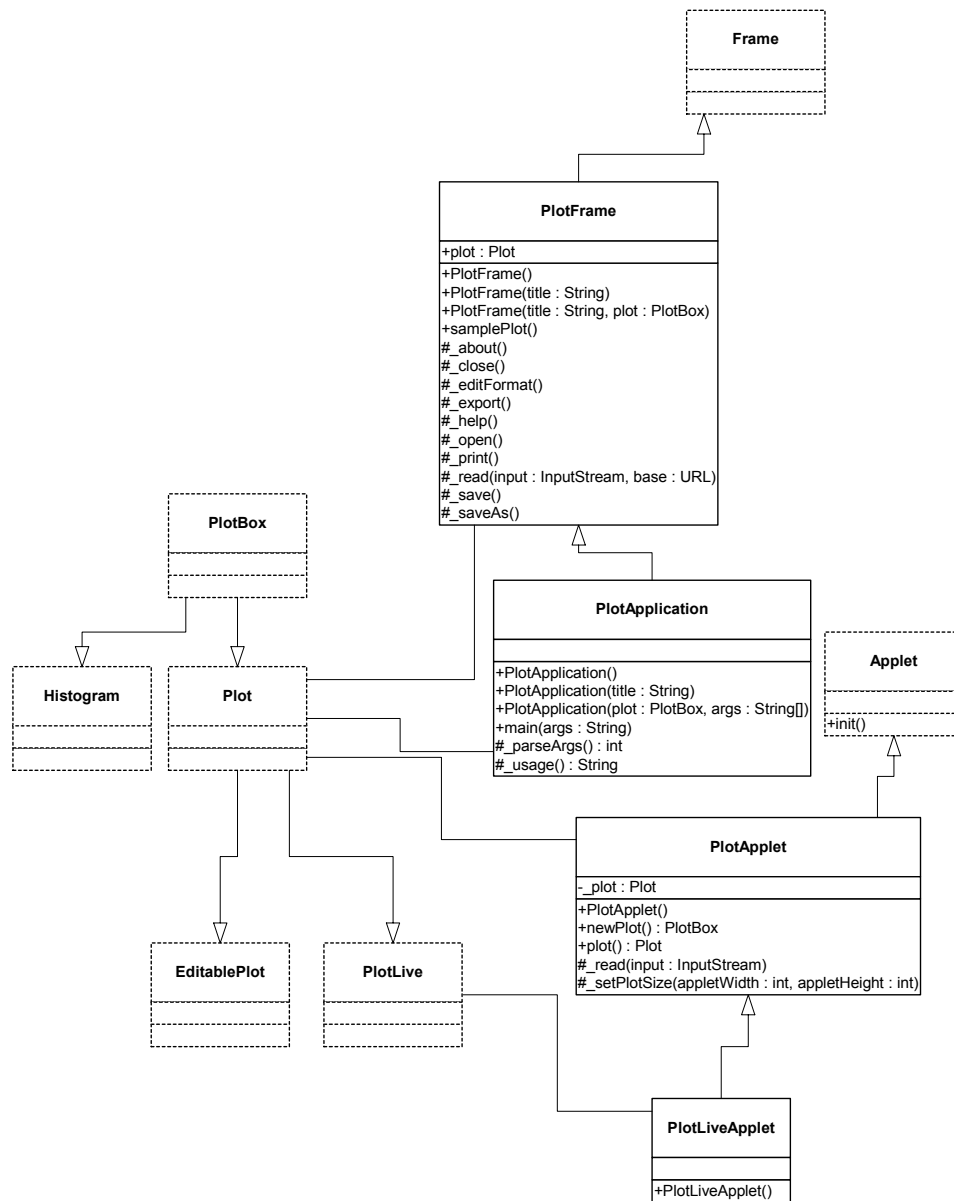 Frame
PlotFrame
+plot : Plot
+PlotFrame()
+PlotFrame(title : String)
+PlotFrame(title : String, plot : PlotBox)
+samplePlot()
#_about()
#_close()
#_editFormat()
#_export()
#_help()
#_open()
#_print()
#_read(input : InputStream, base : URL)
#_save()
#_saveAs()
PlotBox
PlotApplication
+PlotApplication()
+PlotApplication(title : String)
+PlotApplication(plot : PlotBox, args : String[])
+main(args : String)
#_parseArgs() : int
#_usage() : String
Applet
+init()
Histogram
Plot
PlotApplet
-_plot : Plot
+PlotApplet()
+newPlot() : PlotBox
+plot() : Plot
#_read(input : InputStream)
#_setPlotSize(appletWidth : int, appletHeight : int)
EditablePlot
PlotLive
PlotLiveApplet
+PlotLiveApplet()